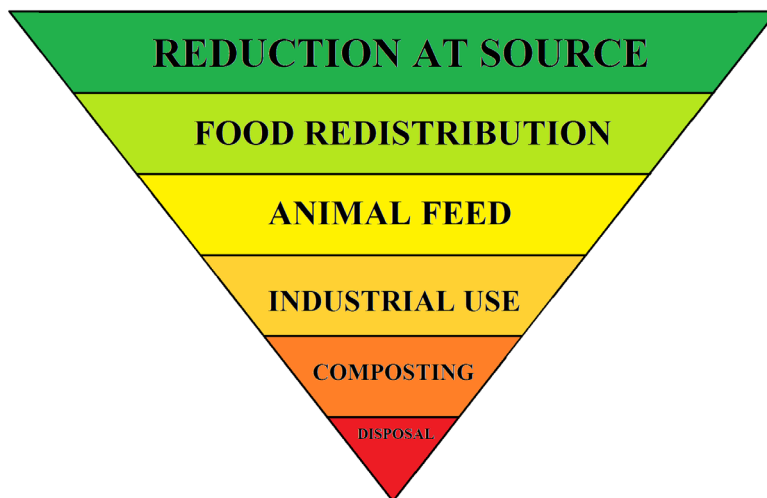 REDUCTION AT SOURCE
FOOD REDISTRIBUTION
ANIMAL FEED
INDUSTRIAL USE
COMPOSTING
DISPOSAL